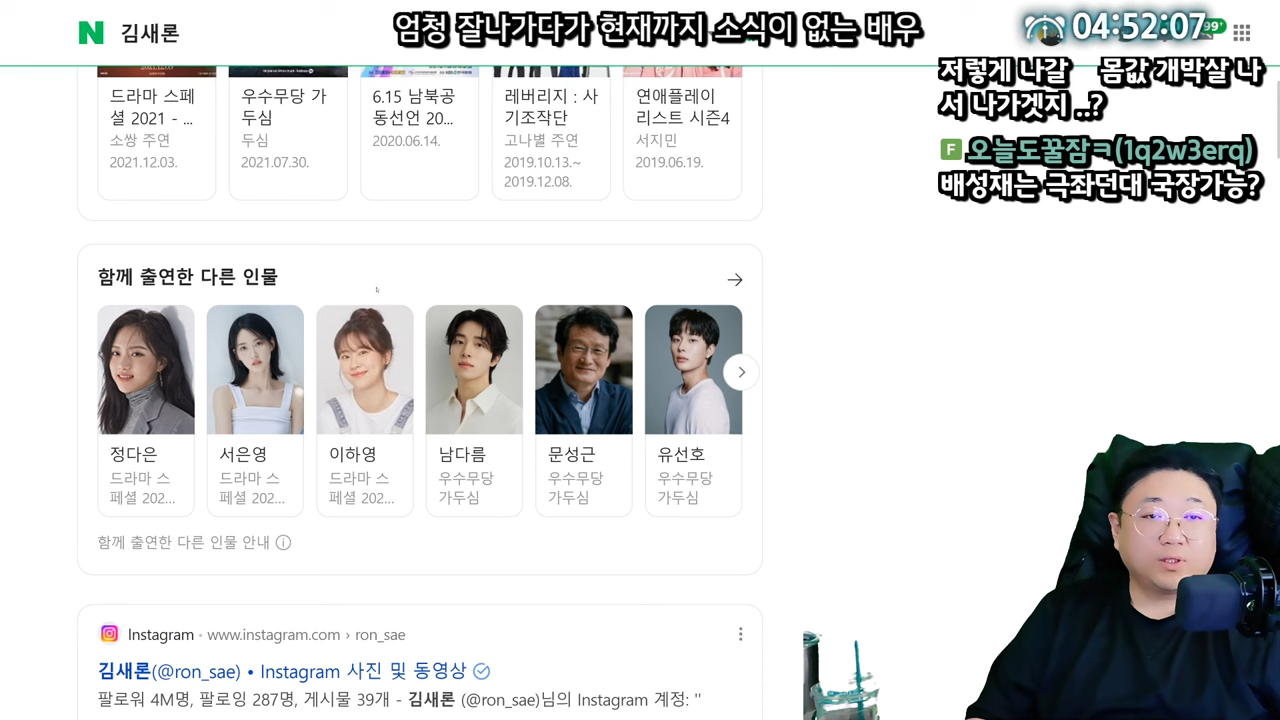 N 김새론
엄청 잘나가다가 현재까지 소식이 없는 배우
04:52:07
99+
저렇게 나갈 몸값 개박살 나
서 나가겟지 ..?
F 오늘도꿀잠ㅋ(1q2w3erq)
배성재는 극좌던대 국장가능?
드라마 스페
셜 2021 - ...
소쌍 주연
2021.12.03.
우수무당 가
두심
두심
2021.07.30.
6.15 남북공
동선언 20...
2020.06.14.
레버리지 : 사
기조작단
고나별 주연
2019.10.13.~
2019.12.08.
연애플레이
리스트 시즌4
서지민
2019.06.19.
함께 출연한 다른 인물
정다은
드라마 스
페셜 202...
서은영
드라마 스
페셜 202...
이하영
드라마 스
페셜 202...
남다름
우수무당
가두심
문성근
우수무당
가두심
유선호
우수무당
가두심
함께 출연한 다른 인물 안내
Instagram · www.instagram.com › ron_sae
김새론(@ron_sae) • Instagram 사진 및 동영상
팔로워 4M명, 팔로잉 287명, 게시물 39개 - 김새론 (@ron_sae)님의 Instagram 계정: "